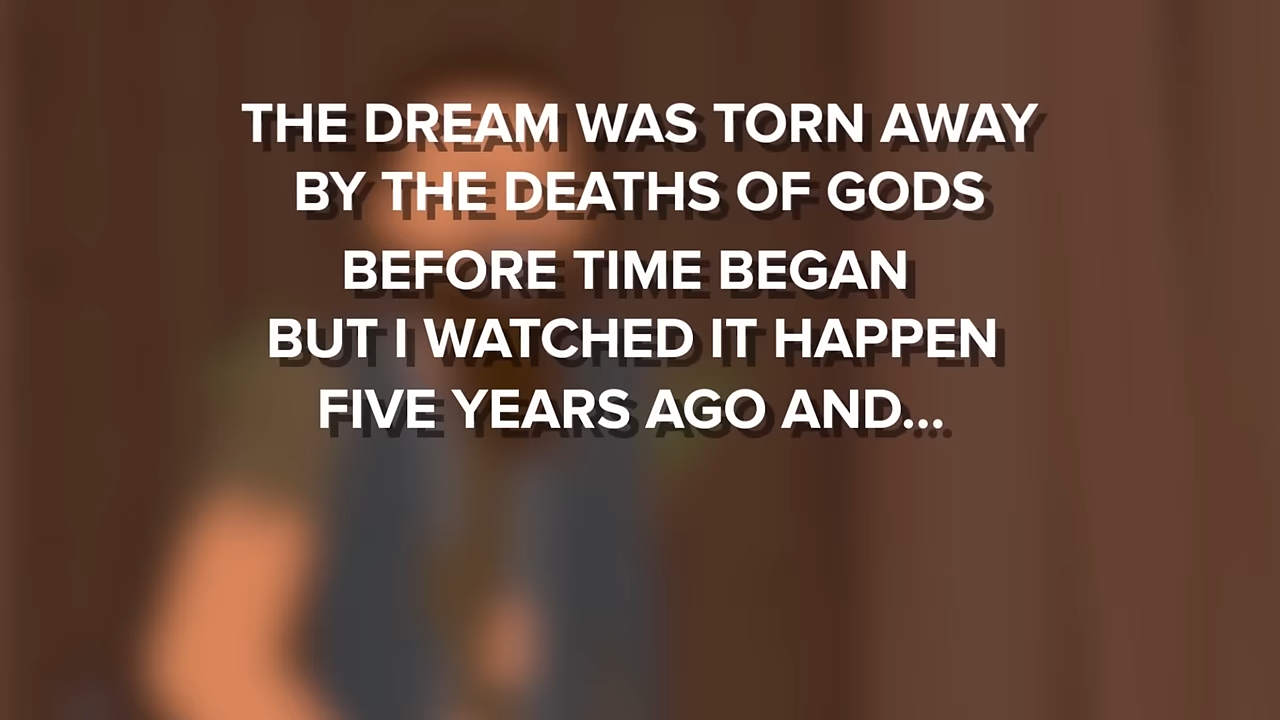 THE DREAM WAS TORN AWAY
BY THE DEATHS OF GODS
BEFORE TIME BEGAN
BUT I WATCHED IT HAPPEN
FIVE YEARS AGO AND...